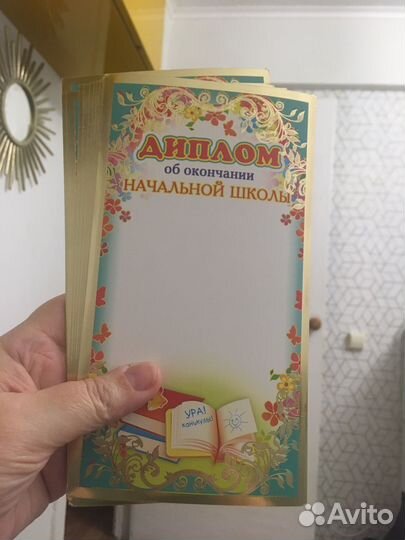 ДИПЛОМ
об окончании
НАЧАЛЬНОЙ ШКОЛЫ
УРА!
каникулы!
Avito